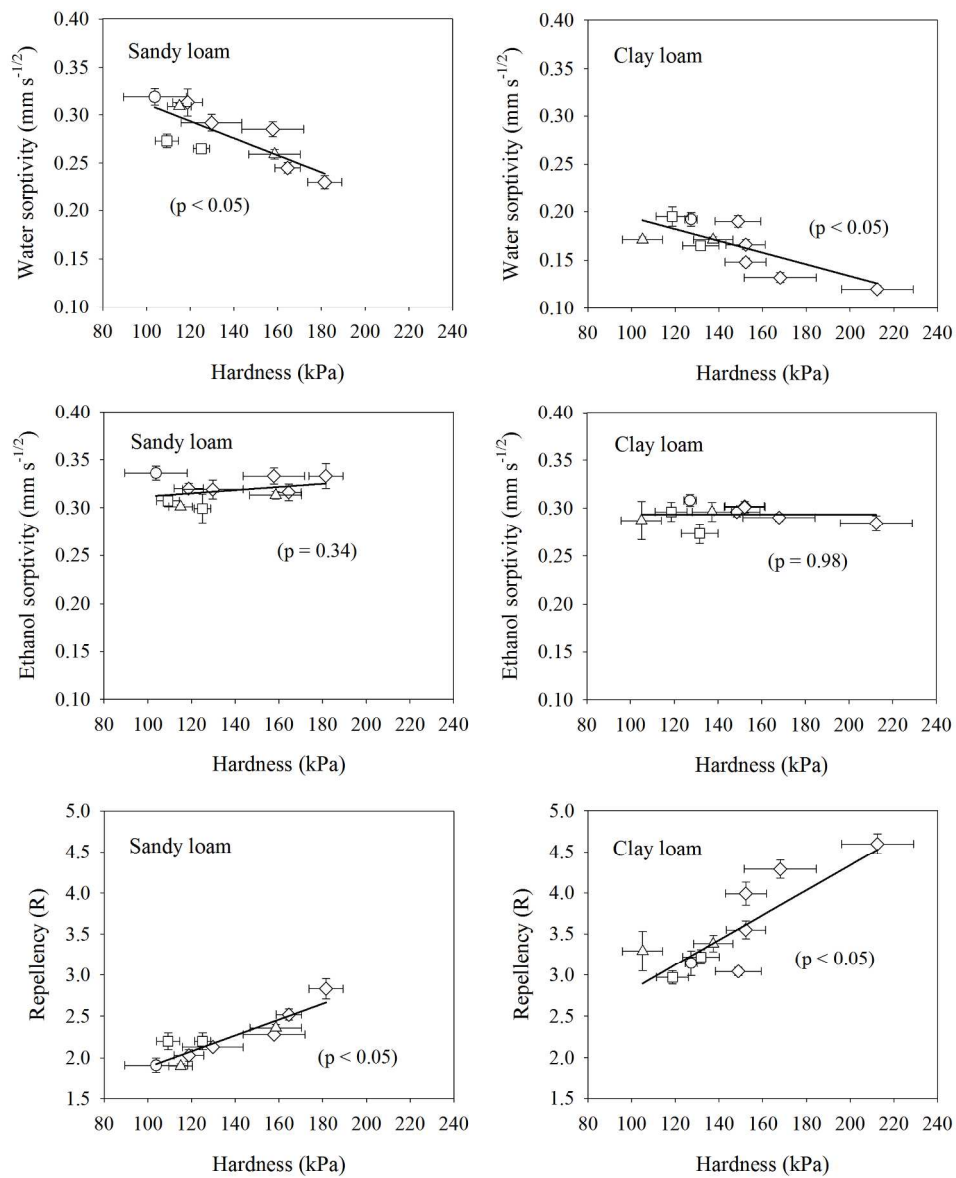 Water sorptivity (mm s-1/2)
0.40
0.35
0.30
0.25
0.20
0.15
0.10
Sandy loam
(p < 0.05)
80 100 120 140 160 180 200 220 240
Hardness (kPa)
Water sorptivity (mm s-1/2)
0.40
0.35
0.30
0.25
0.20
0.15
0.10
Clay loam
(p < 0.05)
80 100 120 140 160 180 200 220 240
Hardness (kPa)
Ethanol sorptivity (mm s-1/2)
0.40
0.35
0.30
0.25
0.20
0.15
0.10
Sandy loam
(p = 0.34)
80 100 120 140 160 180 200 220 240
Hardness (kPa)
Ethanol sorptivity (mm s-1/2)
0.40
0.35
0.30
0.25
0.20
0.15
0.10
Clay loam
(p = 0.98)
80 100 120 140 160 180 200 220 240
Hardness (kPa)
Repellency (R)
5.0
4.5
4.0
3.5
3.0
2.5
2.0
1.5
Sandy loam
(p < 0.05)
80 100 120 140 160 180 200 220 240
Hardness (kPa)
Repellency (R)
5.0
4.5
4.0
3.5
3.0
2.5
2.0
1.5
Clay loam
(p < 0.05)
80 100 120 140 160 180 200 220 240
Hardness (kPa)